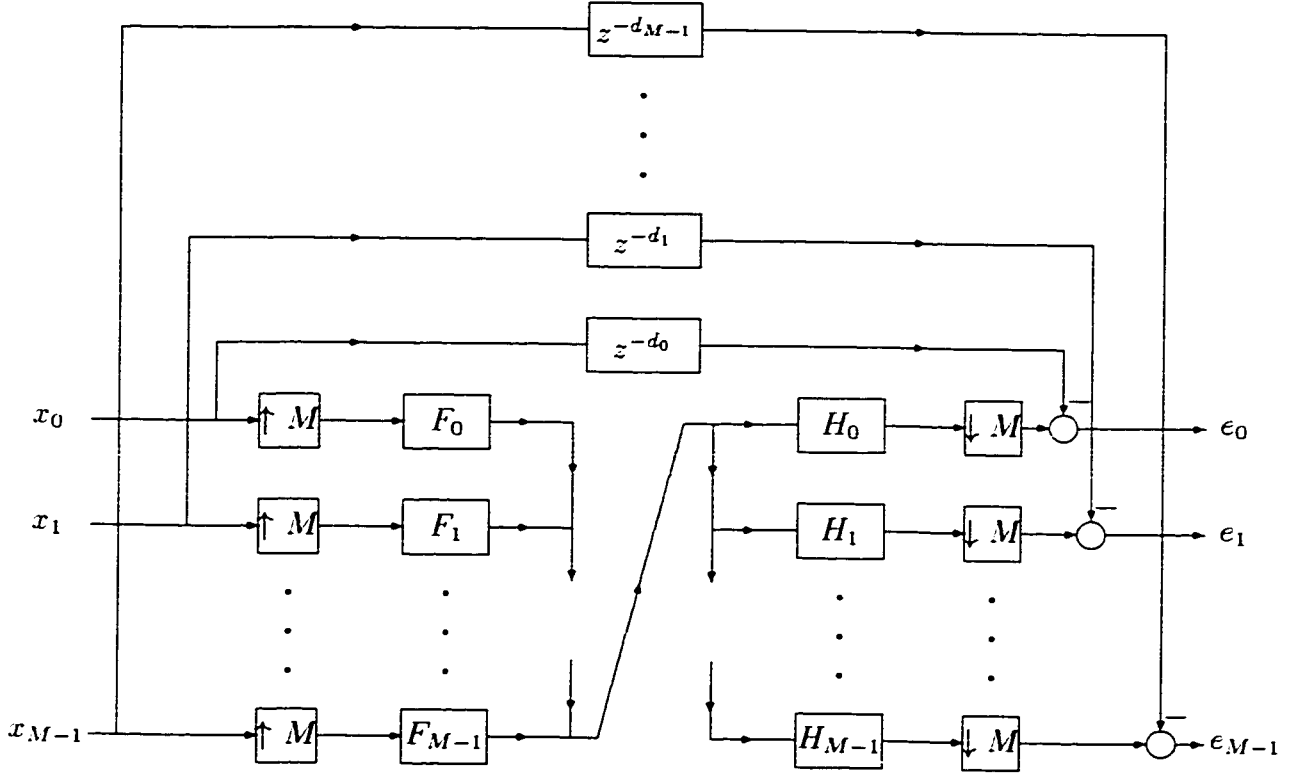 z^{-d_{M-1}}
z^{-d_1}
z^{-d_0}
x_0 ↑ M F_0 H_0 ↓ M − e_0
x_1 ↑ M F_1 H_1 ↓ M − e_1
x_{M-1} ↑ M F_{M-1} H_{M-1} ↓ M − e_{M-1}